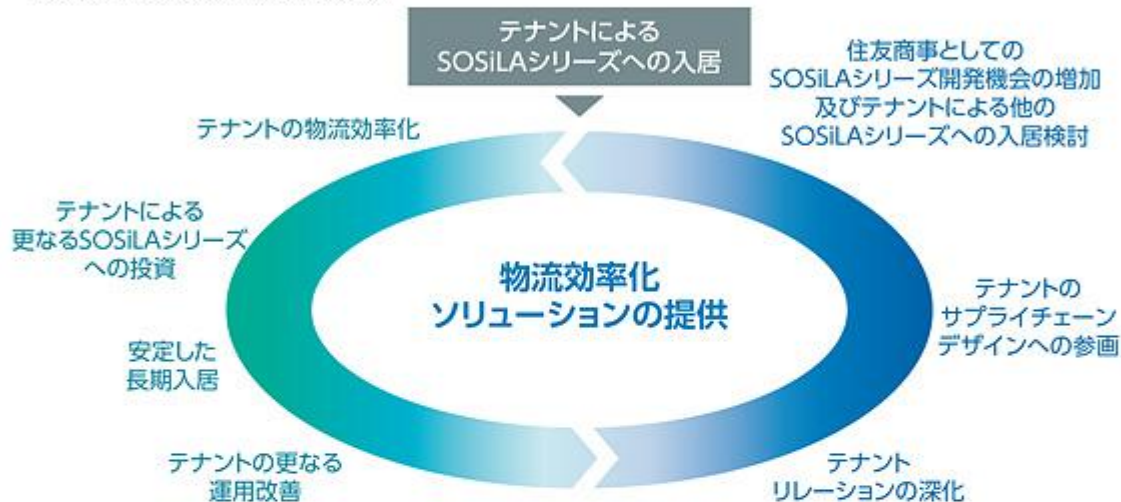 テナントによる
SOSiLAシリーズへの入居
住友商事としての
SOSiLAシリーズ開発機会の増加
及びテナントによる他の
SOSiLAシリーズへの入居検討
テナントの物流効率化
テナントによる
更なるSOSiLAシリーズ
への投資
物流効率化
ソリューションの提供
テナントの
サプライチェーン
デザインへの参画
安定した
長期入居
テナントの更なる
運用改善
テナント
リレーションの深化